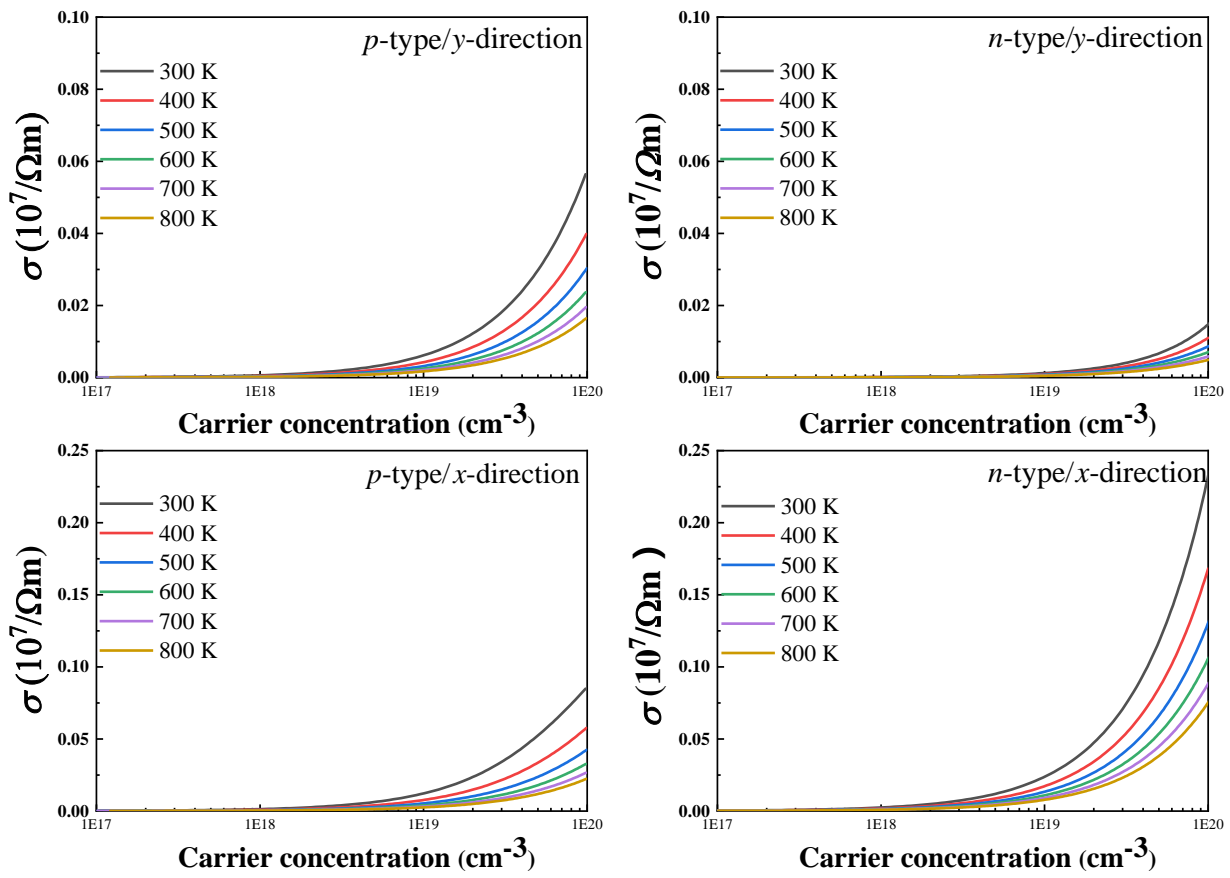 p-type/y-direction
300 K
400 K
500 K
600 K
700 K
800 K
0.10
0.08
0.06
0.04
0.02
0.00
σ (10⁷/Ωm)
1E17
1E18
1E19
1E20
Carrier concentration (cm⁻³)
n-type/y-direction
300 K
400 K
500 K
600 K
700 K
800 K
0.10
0.08
0.06
0.04
0.02
0.00
σ (10⁷/Ωm)
1E17
1E18
1E19
1E20
Carrier concentration (cm⁻³)
p-type/x-direction
300 K
400 K
500 K
600 K
700 K
800 K
0.25
0.20
0.15
0.10
0.05
0.00
σ (10⁷/Ωm)
1E17
1E18
1E19
1E20
Carrier concentration (cm⁻³)
n-type/x-direction
300 K
400 K
500 K
600 K
700 K
800 K
0.25
0.20
0.15
0.10
0.05
0.00
σ (10⁷/Ωm )
1E17
1E18
1E19
1E20
Carrier concentration (cm⁻³)